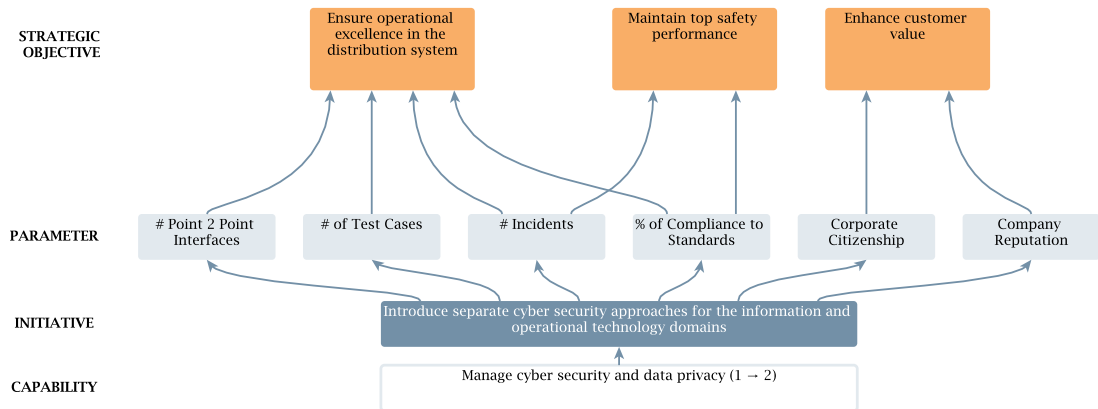 STRATEGIC
OBJECTIVE
Ensure operational
excellence in the
distribution system
Maintain top safety
performance
Enhance customer
value
PARAMETER
# Point 2 Point
Interfaces
# of Test Cases
# Incidents
% of Compliance to
Standards
Corporate
Citizenship
Company
Reputation
INITIATIVE
Introduce separate cyber security approaches for the information and
operational technology domains
CAPABILITY
Manage cyber security and data privacy (1 → 2)